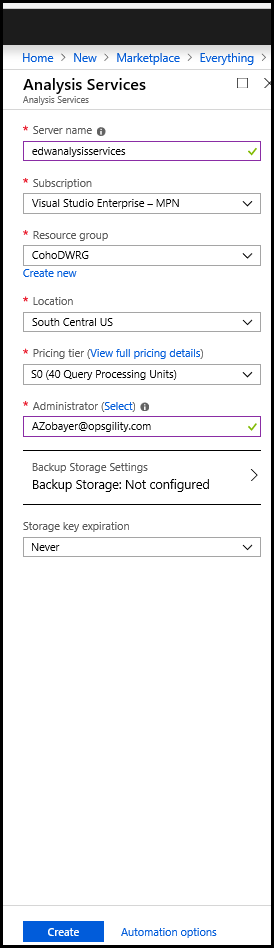 Home > New > Marketplace > Everything >
Analysis Services
Analysis Services
* Server name
edwanalysisservices
* Subscription
Visual Studio Enterprise – MPN
* Resource group
CohoDWRG
Create new
* Location
South Central US
* Pricing tier (View full pricing details)
S0 (40 Query Processing Units)
* Administrator (Select)
AZobayer@opsgility.com
Backup Storage Settings
Backup Storage: Not configured
Storage key expiration
Never
Create Automation options